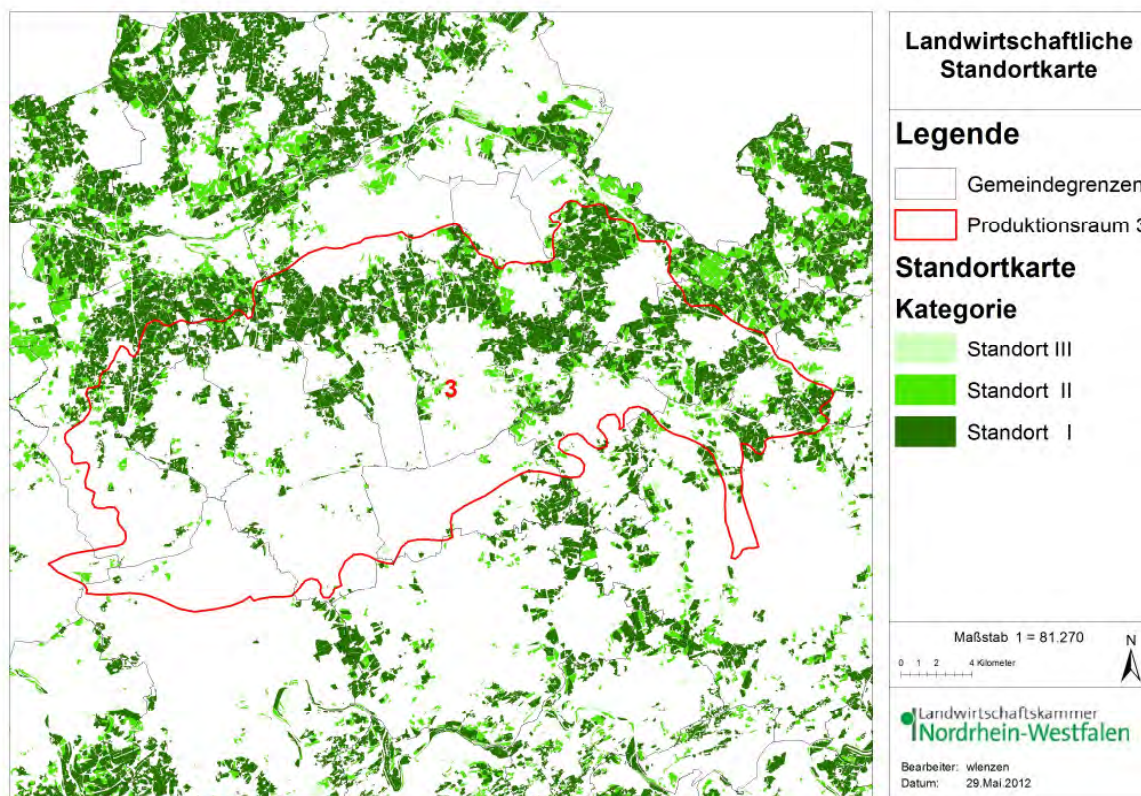 Landwirtschaftliche
Standortkarte
Legende
Gemeindegrenzen
Produktionsraum 3
Standortkarte
Kategorie
Standort III
Standort II
Standort I
3
Maßstab 1 = 81.270
N
0 1 2 4 Kilometer
Landwirtschaftskammer
Nordrhein-Westfalen
Bearbeiter: wlenzen
Datum: 29.Mai.2012